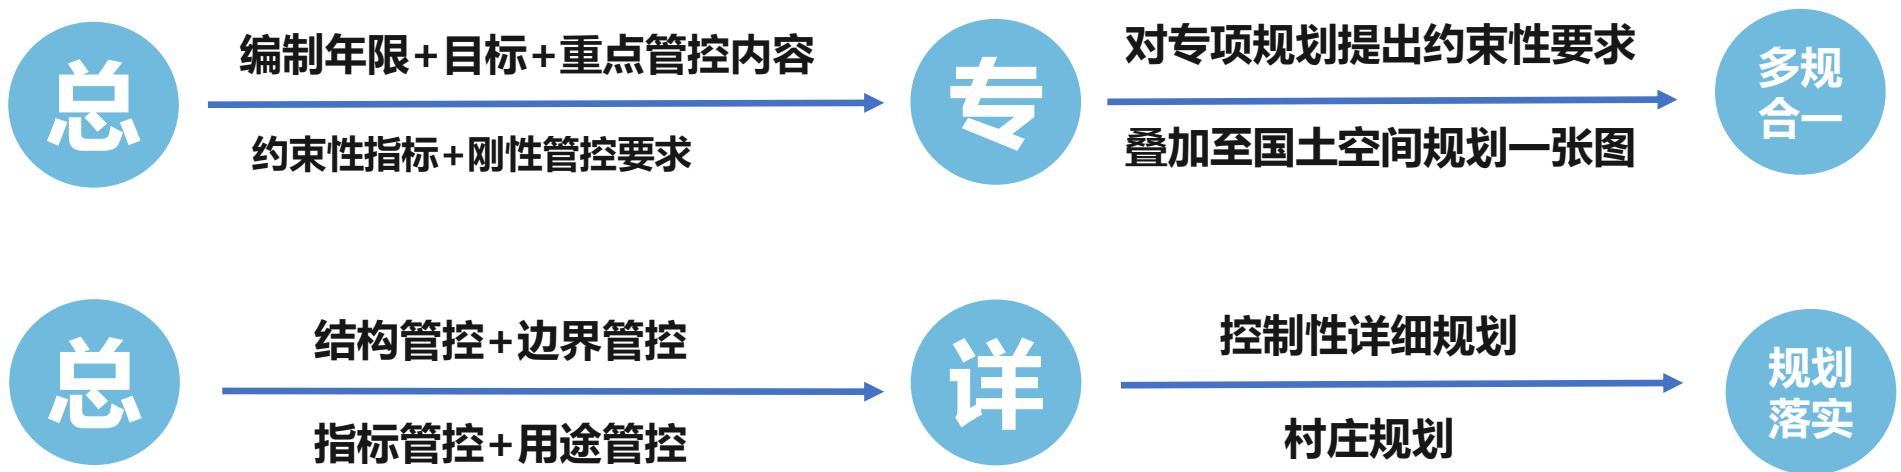 总
编制年限+目标+重点管控内容
约束性指标+刚性管控要求
专
对专项规划提出约束性要求
叠加至国土空间规划一张图
多规
合一
总
结构管控+边界管控
指标管控+用途管控
详
控制性详细规划
村庄规划
规划
落实